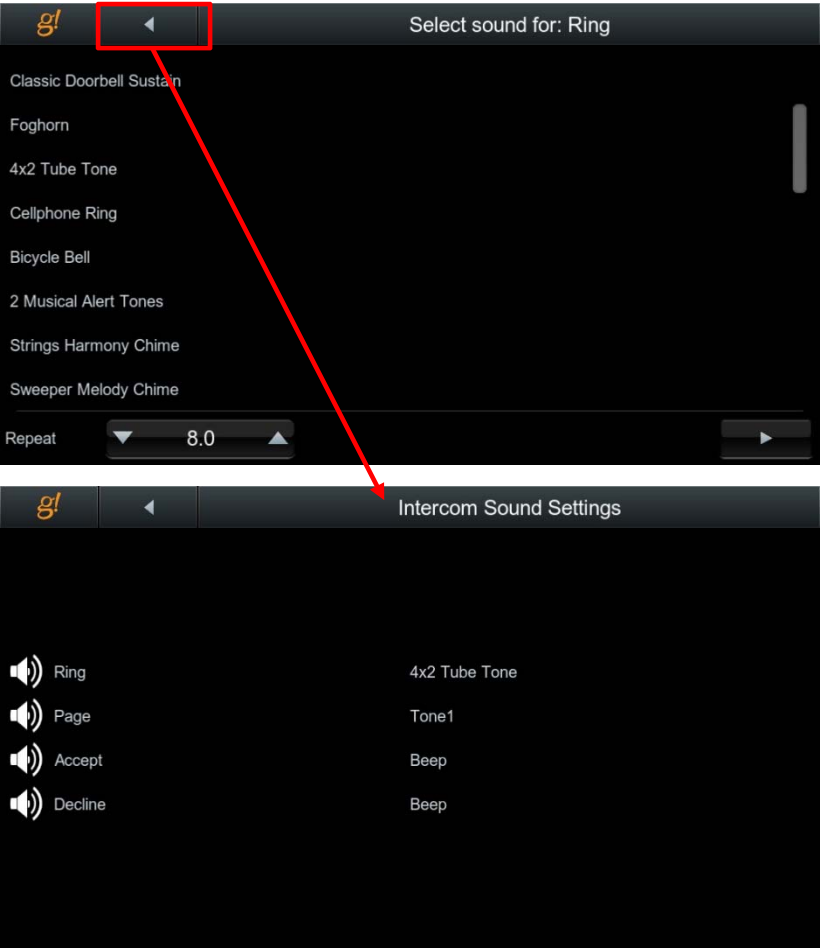 g! Select sound for: Ring
Classic Doorbell Sustain
Foghorn
4x2 Tube Tone
Cellphone Ring
Bicycle Bell
2 Musical Alert Tones
Strings Harmony Chime
Sweeper Melody Chime
Repeat 8.0
g! Intercom Sound Settings
Ring 4x2 Tube Tone
Page Tone1
Accept Beep
Decline Beep